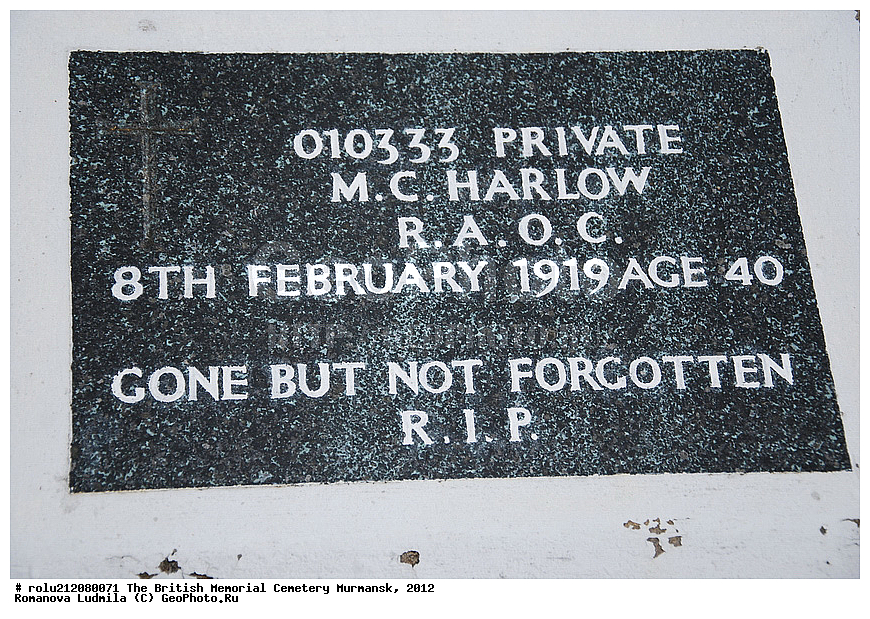 010333 PRIVATE
M.C. HARLOW
R.A.O.C.
8TH FEBRUARY 1919 AGE 40
GONE BUT NOT FORGOTTEN
R.I.P.
# rolu212080071 The British Memorial Cemetery Murmansk, 2012
Romanova Ludmila (C) GeoPhoto.Ru